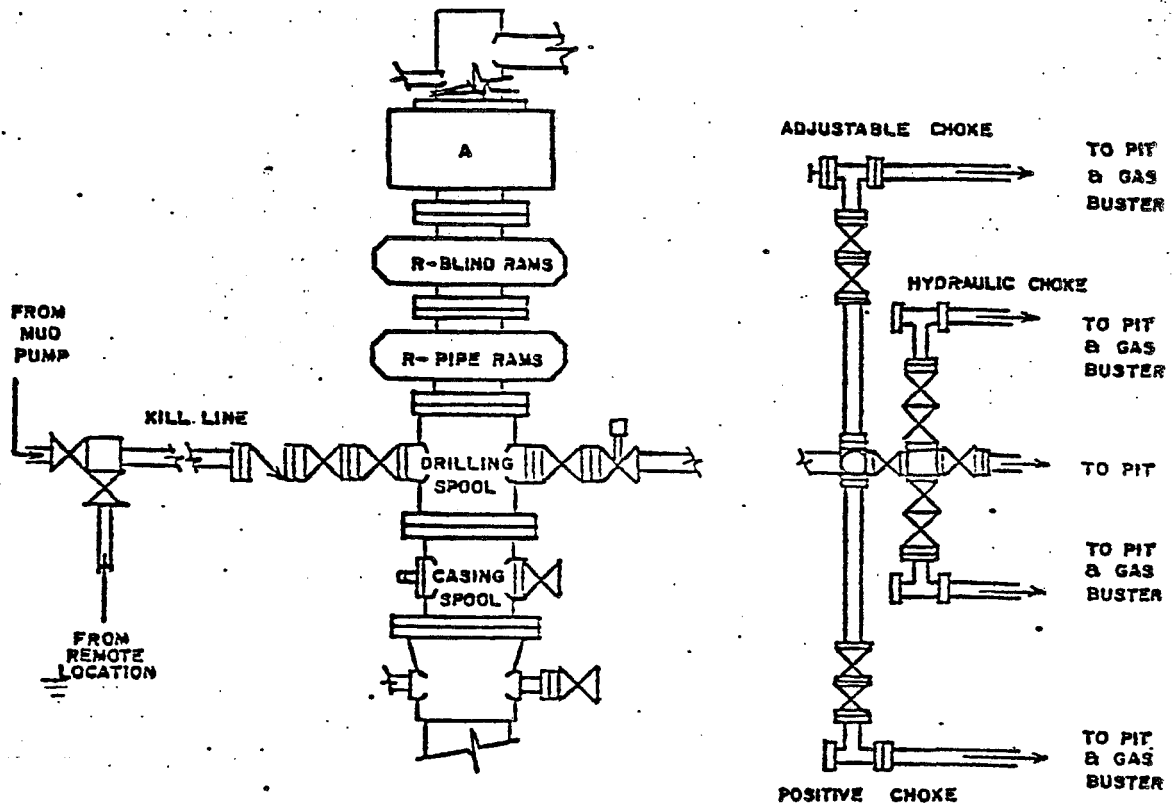 A
R-BLIND RAMS
R- PIPE RAMS
FROM
MUD
PUMP
KILL LINE
DRILLING
SPOOL
CASING
SPOOL
FROM
REMOTE
LOCATION
ADJUSTABLE CHOKE
TO PIT
& GAS
BUSTER
HYDRAULIC CHOKE
TO PIT
& GAS
BUSTER
TO PIT
TO PIT
& GAS
BUSTER
TO PIT
& GAS
BUSTER
POSITIVE CHOKE